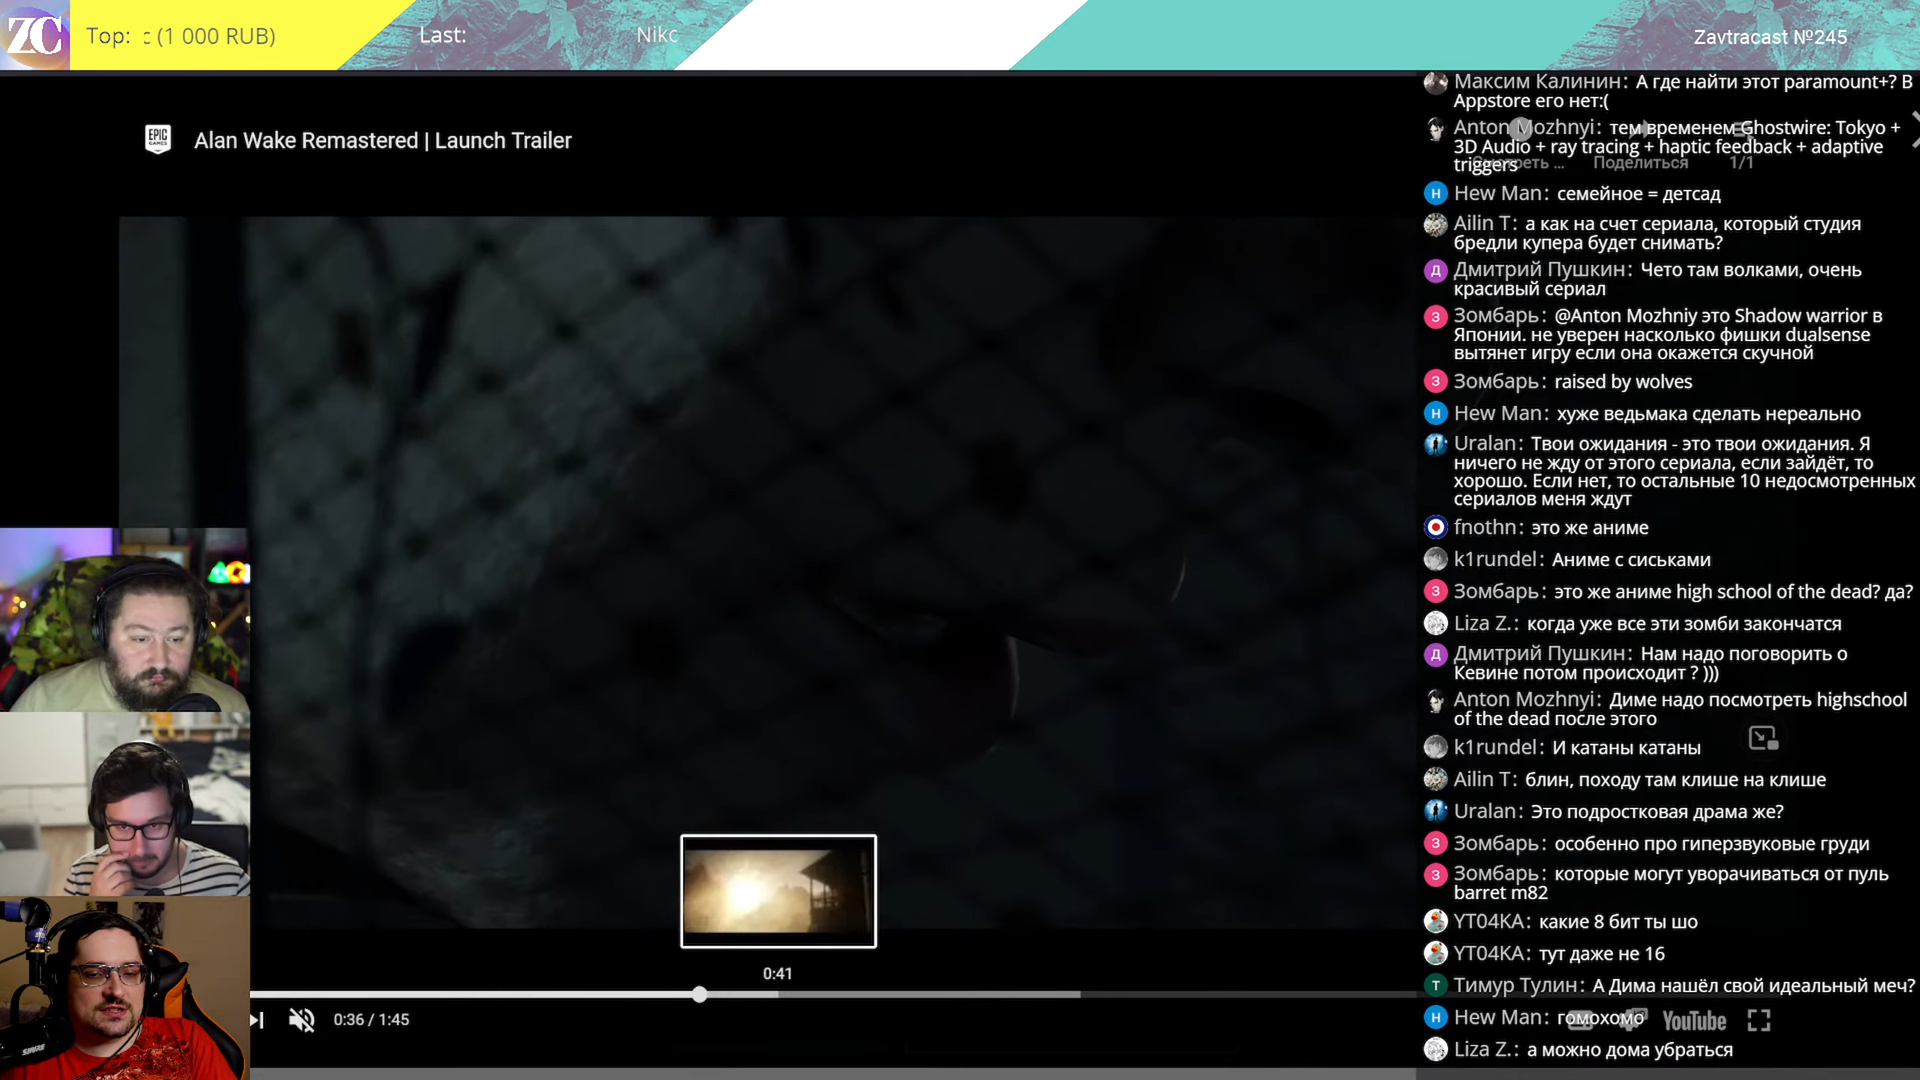 ZC
Top: c (1 000 RUB)
Last:
Niko
Zavtracast №245
EPIC GAMES
Alan Wake Remastered | Launch Trailer
Максим Калинин: А где найти этот paramount+? В
Appstore его нет:(
Anton Mozhnyi: тем временем Ghostwire: Tokyo +
3D Audio + ray tracing + haptic feedback + adaptive
triggers
Смотреть ...
Поделиться
1/1
H
Hew Man: семейное = детсад
Ailin T: а как на счет сериала, который студия
бредли купера будет снимать?
Д
Дмитрий Пушкин: Чето там волками, очень
красивый сериал
З
Зомбарь: @Anton Mozhniy это Shadow warrior в
Японии. не уверен насколько фишки dualsense
вытянет игру если она окажется скучной
З
Зомбарь: raised by wolves
H
Hew Man: хуже ведьмака сделать нереально
Uralan: Твои ожидания - это твои ожидания. Я
ничего не жду от этого сериала, если зайдёт, то
хорошо. Если нет, то остальные 10 недосмотренных
сериалов меня ждут
fnothn: это же аниме
k1rundel: Аниме с сиськами
З
Зомбарь: это же аниме high school of the dead? да?
Liza Z.: когда уже все эти зомби закончатся
Д
Дмитрий Пушкин: Нам надо поговорить о
Кевине потом происходит ? )))
Anton Mozhnyi: Диме надо посмотреть highschool
of the dead после этого
k1rundel: И катаны катаны
Ailin T: блин, походу там клише на клише
Uralan: Это подростковая драма же?
З
Зомбарь: особенно про гиперзвуковые груди
З
Зомбарь: которые могут уворачиваться от пуль
barret m82
YT04KA: какие 8 бит ты шо
YT04KA: тут даже не 16
Т
Тимур Тулин: А Дима нашёл свой идеальный меч?
H
Hew Man: гомохомо
Liza Z.: а можно дома убраться
0:41
0:36 / 1:45
YouTube
SHURE